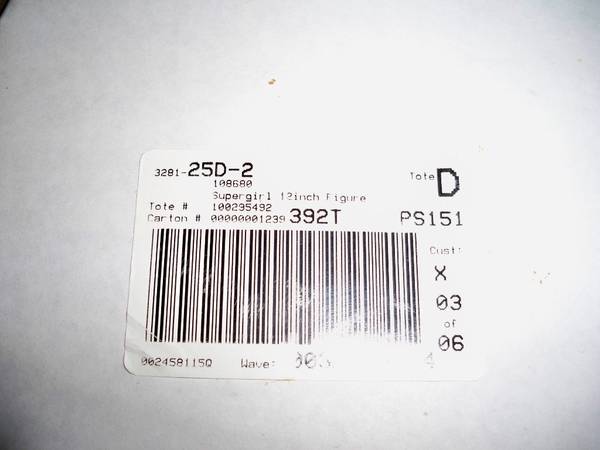 3281-25D-2
Tote D
108680
Supergirl 12inch Figure
Tote # 100295492
Carton # 00000001239 392T PS151
Cust:
X
03
of
06
002458115Q Wave: 4